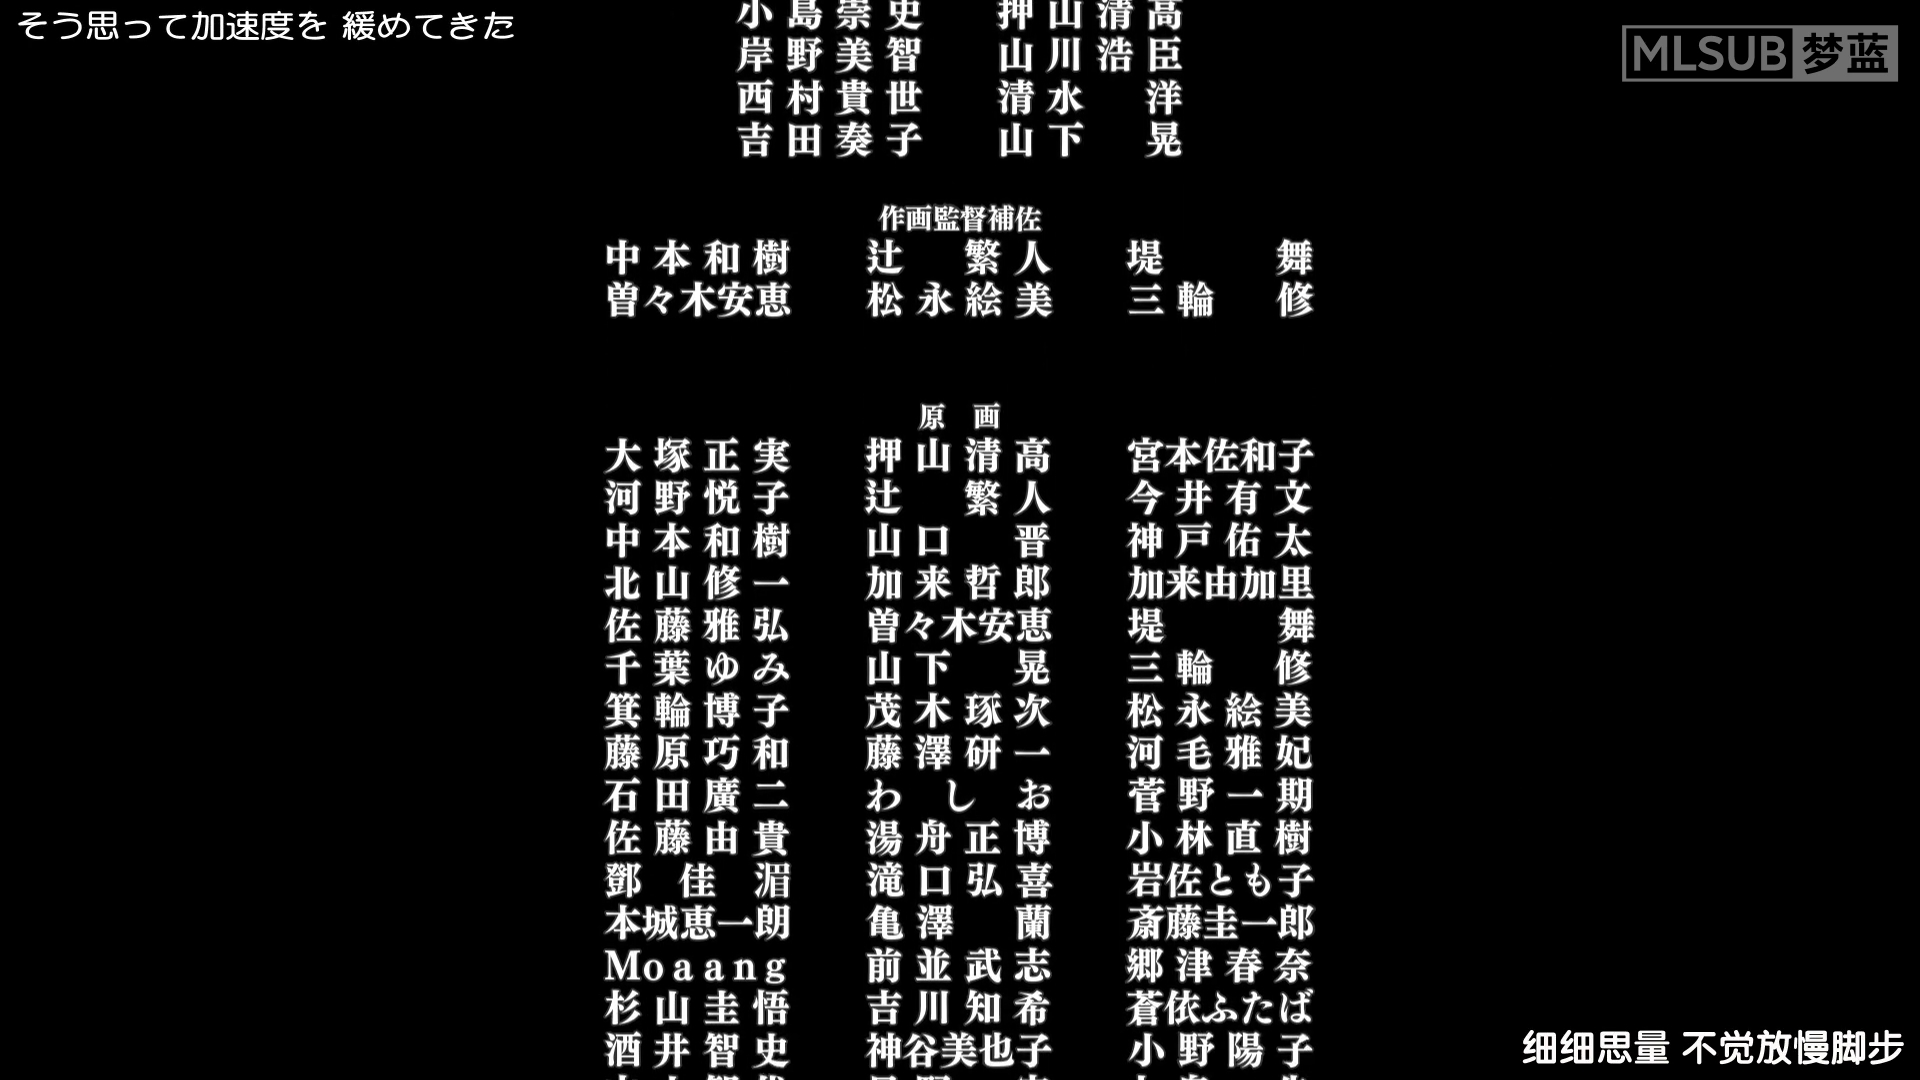 そう思って加速度を 緩めてきた
MLSUB 梦蓝
小島崇史 押山清高
岸野美智 山川浩臣
西村貴世 清水 洋
吉田奏子 山下 晃
作画監督補佐
中本和樹 辻 繁人 堤 舞
曽々木安恵 松永絵美 三輪 修
原 画
大塚正実 押山清高 宮本佐和子
河野悦子 辻 繁人 今井有文
中本和樹 山口 晋 神戸佑太
北山修一 加来哲郎 加来由加里
佐藤雅弘 曽々木安恵 堤 舞
千葉ゆみ 山下 晃 三輪 修
箕輪博子 茂木琢次 松永絵美
藤原巧和 藤澤研一 河毛雅妃
石田廣二 わしお 菅野一期
佐藤由貴 湯舟正博 小林直樹
鄧 佳湄 滝口弘喜 岩佐とも子
本城恵一朗 亀澤 蘭 斎藤圭一郎
Moaang 前並武志 郷津春奈
杉山圭悟 吉川知希 蒼依ふたば
酒井智史 神谷美也子 小野陽子
细细思量 不觉放慢脚步